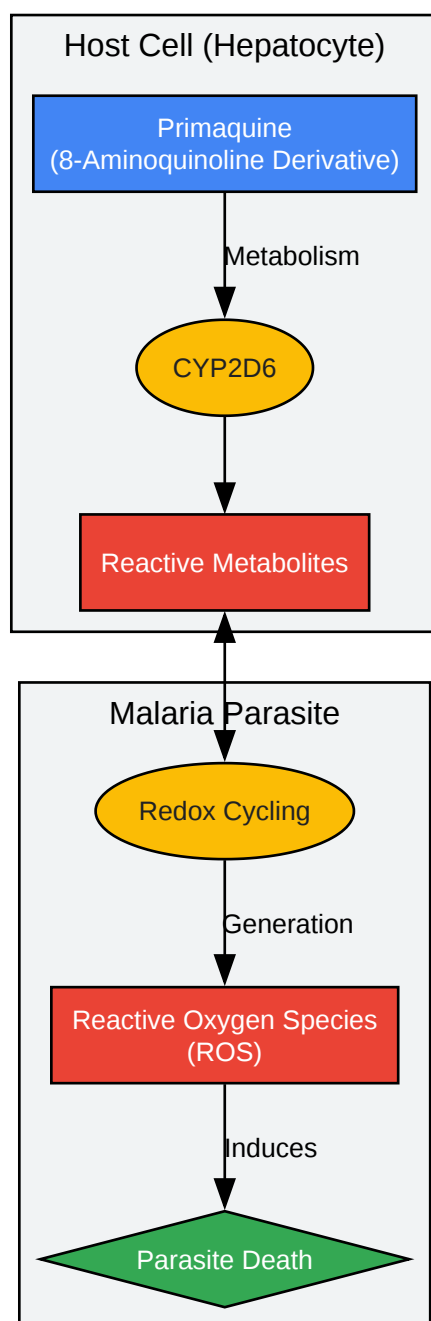 Host Cell (Hepatocyte)
Primaquine
(8-Aminoquinoline Derivative)
Metabolism
CYP2D6
Reactive Metabolites
Malaria Parasite
Redox Cycling
Generation
Reactive Oxygen Species
(ROS)
Induces
Parasite Death